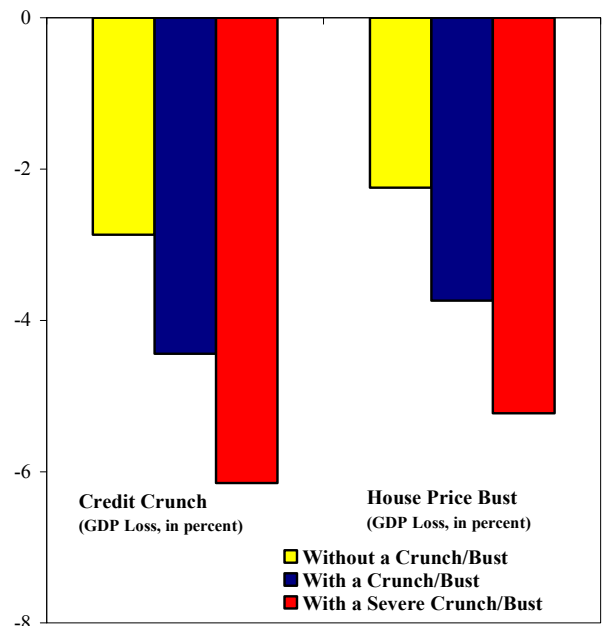 0
-2
-4
-6
-8
Credit Crunch
(GDP Loss, in percent)
House Price Bust
(GDP Loss, in percent)
Without a Crunch/Bust
With a Crunch/Bust
With a Severe Crunch/Bust